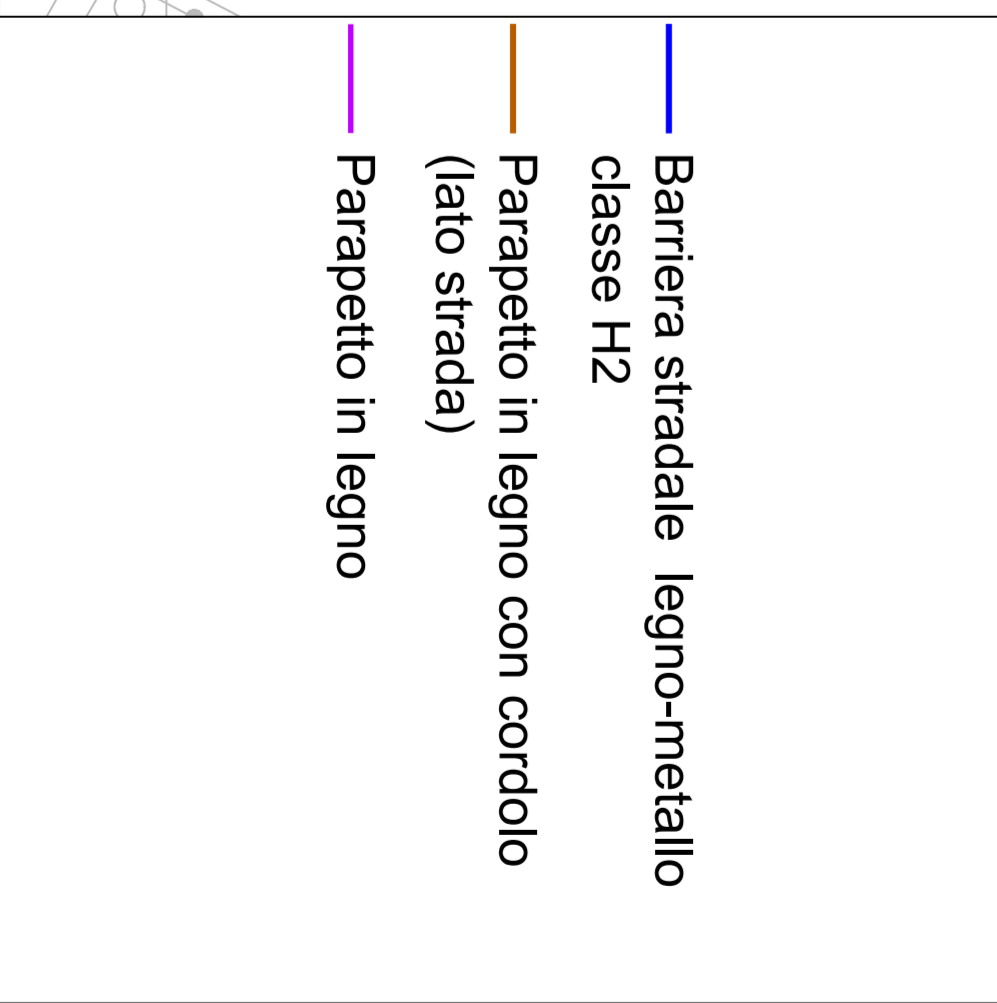 Barriera stradale  legno-metallo
classe H2
Parapetto in legno con cordolo
(lato strada)
Parapetto in legno